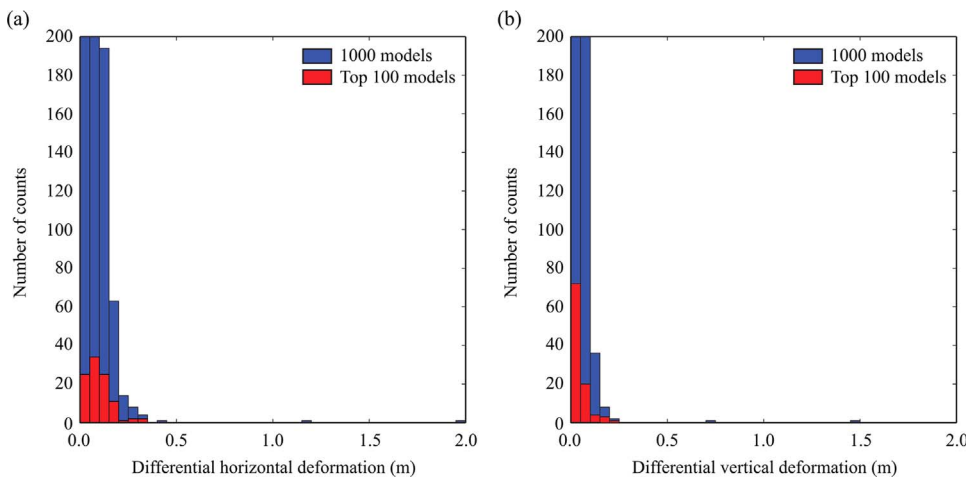 (a)
200
180
160
140
120
100
80
60
40
20
0
Number of counts
1000 models
Top 100 models
0.0 0.5 1.0 1.5 2.0
Differential horizontal deformation (m)
(b)
200
180
160
140
120
100
80
60
40
20
0
Number of counts
1000 models
Top 100 models
0.0 0.5 1.0 1.5 2.0
Differential vertical deformation (m)